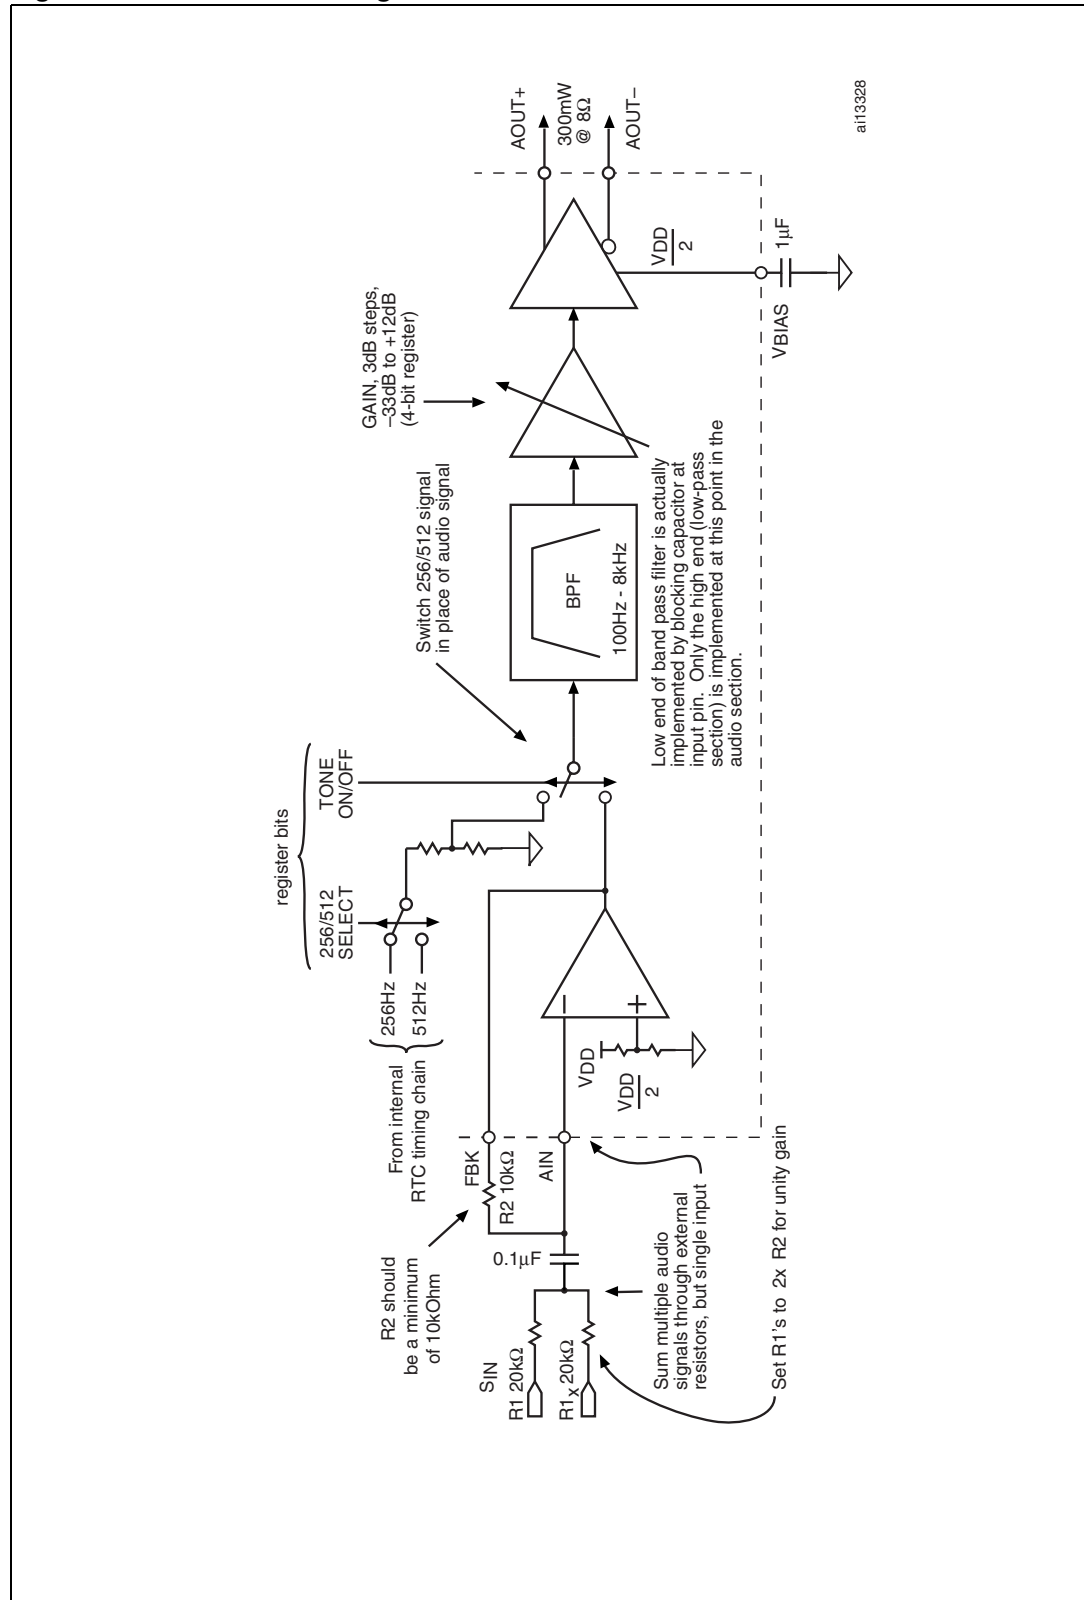 register bits
256/512
SELECT
TONE
ON/OFF
GAIN, 3dB steps,
–33dB to +12dB
(4-bit register)
Switch 256/512 signal
in place of audio signal
From internal
RTC timing chain
256Hz
512Hz
R2 should
be a minimum
of 10kOhm
FBK
R2 10kΩ
AIN
0.1µF
SIN
R1 20kΩ
R1x 20kΩ
VDD
VDD
2
–
+
BPF
100Hz - 8kHz
AOUT+
300mW
@ 8Ω
AOUT–
VDD
2
VBIAS
1µF
Sum multiple audio
signals through external
resistors, but single input
Low end of band pass filter is actually
implemented by blocking capacitor at
input pin. Only the high end (low-pass
section) is implemented at this point in the
audio section.
Set R1's to 2x R2 for unity gain
ai13328